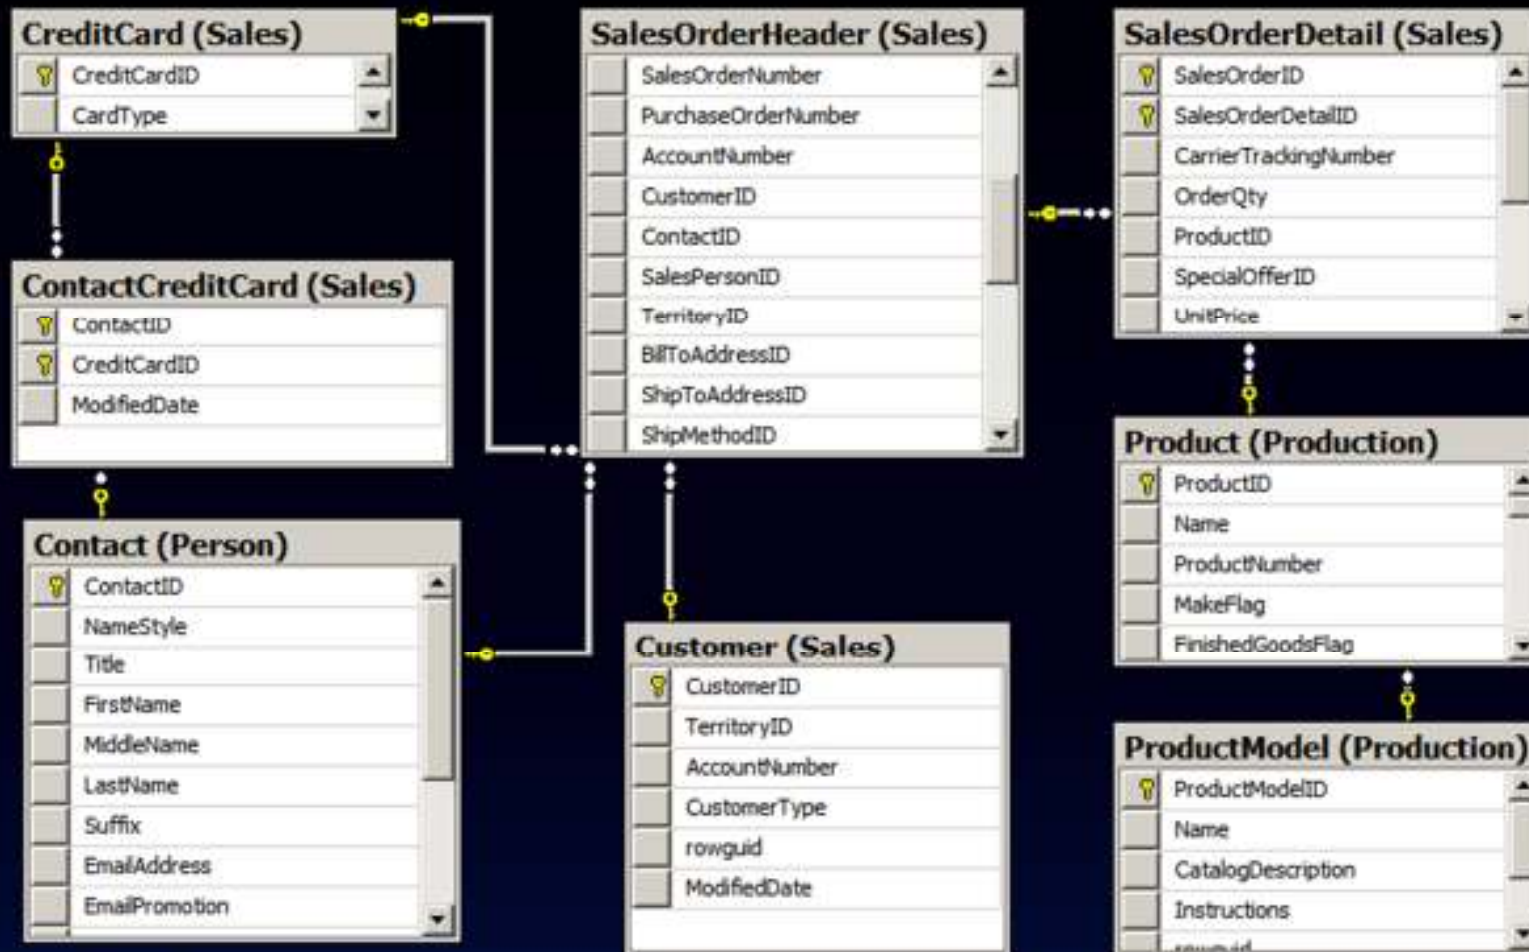 CreditCard (Sales)
CreditCardID
CardType
ContactCreditCard (Sales)
ContactID
CreditCardID
ModifiedDate
Contact (Person)
ContactID
NameStyle
Title
FirstName
MiddleName
LastName
Suffix
EmailAddress
EmailPromotion
SalesOrderHeader (Sales)
SalesOrderNumber
PurchaseOrderNumber
AccountNumber
CustomerID
ContactID
SalesPersonID
TerritoryID
BillToAddressID
ShipToAddressID
ShipMethodID
Customer (Sales)
CustomerID
TerritoryID
AccountNumber
CustomerType
rowguid
ModifiedDate
SalesOrderDetail (Sales)
SalesOrderID
SalesOrderDetailID
CarrierTrackingNumber
OrderQty
ProductID
SpecialOfferID
UnitPrice
Product (Production)
ProductID
Name
ProductNumber
MakeFlag
FinishedGoodsFlag
ProductModel (Production)
ProductModelID
Name
CatalogDescription
Instructions
rowguid